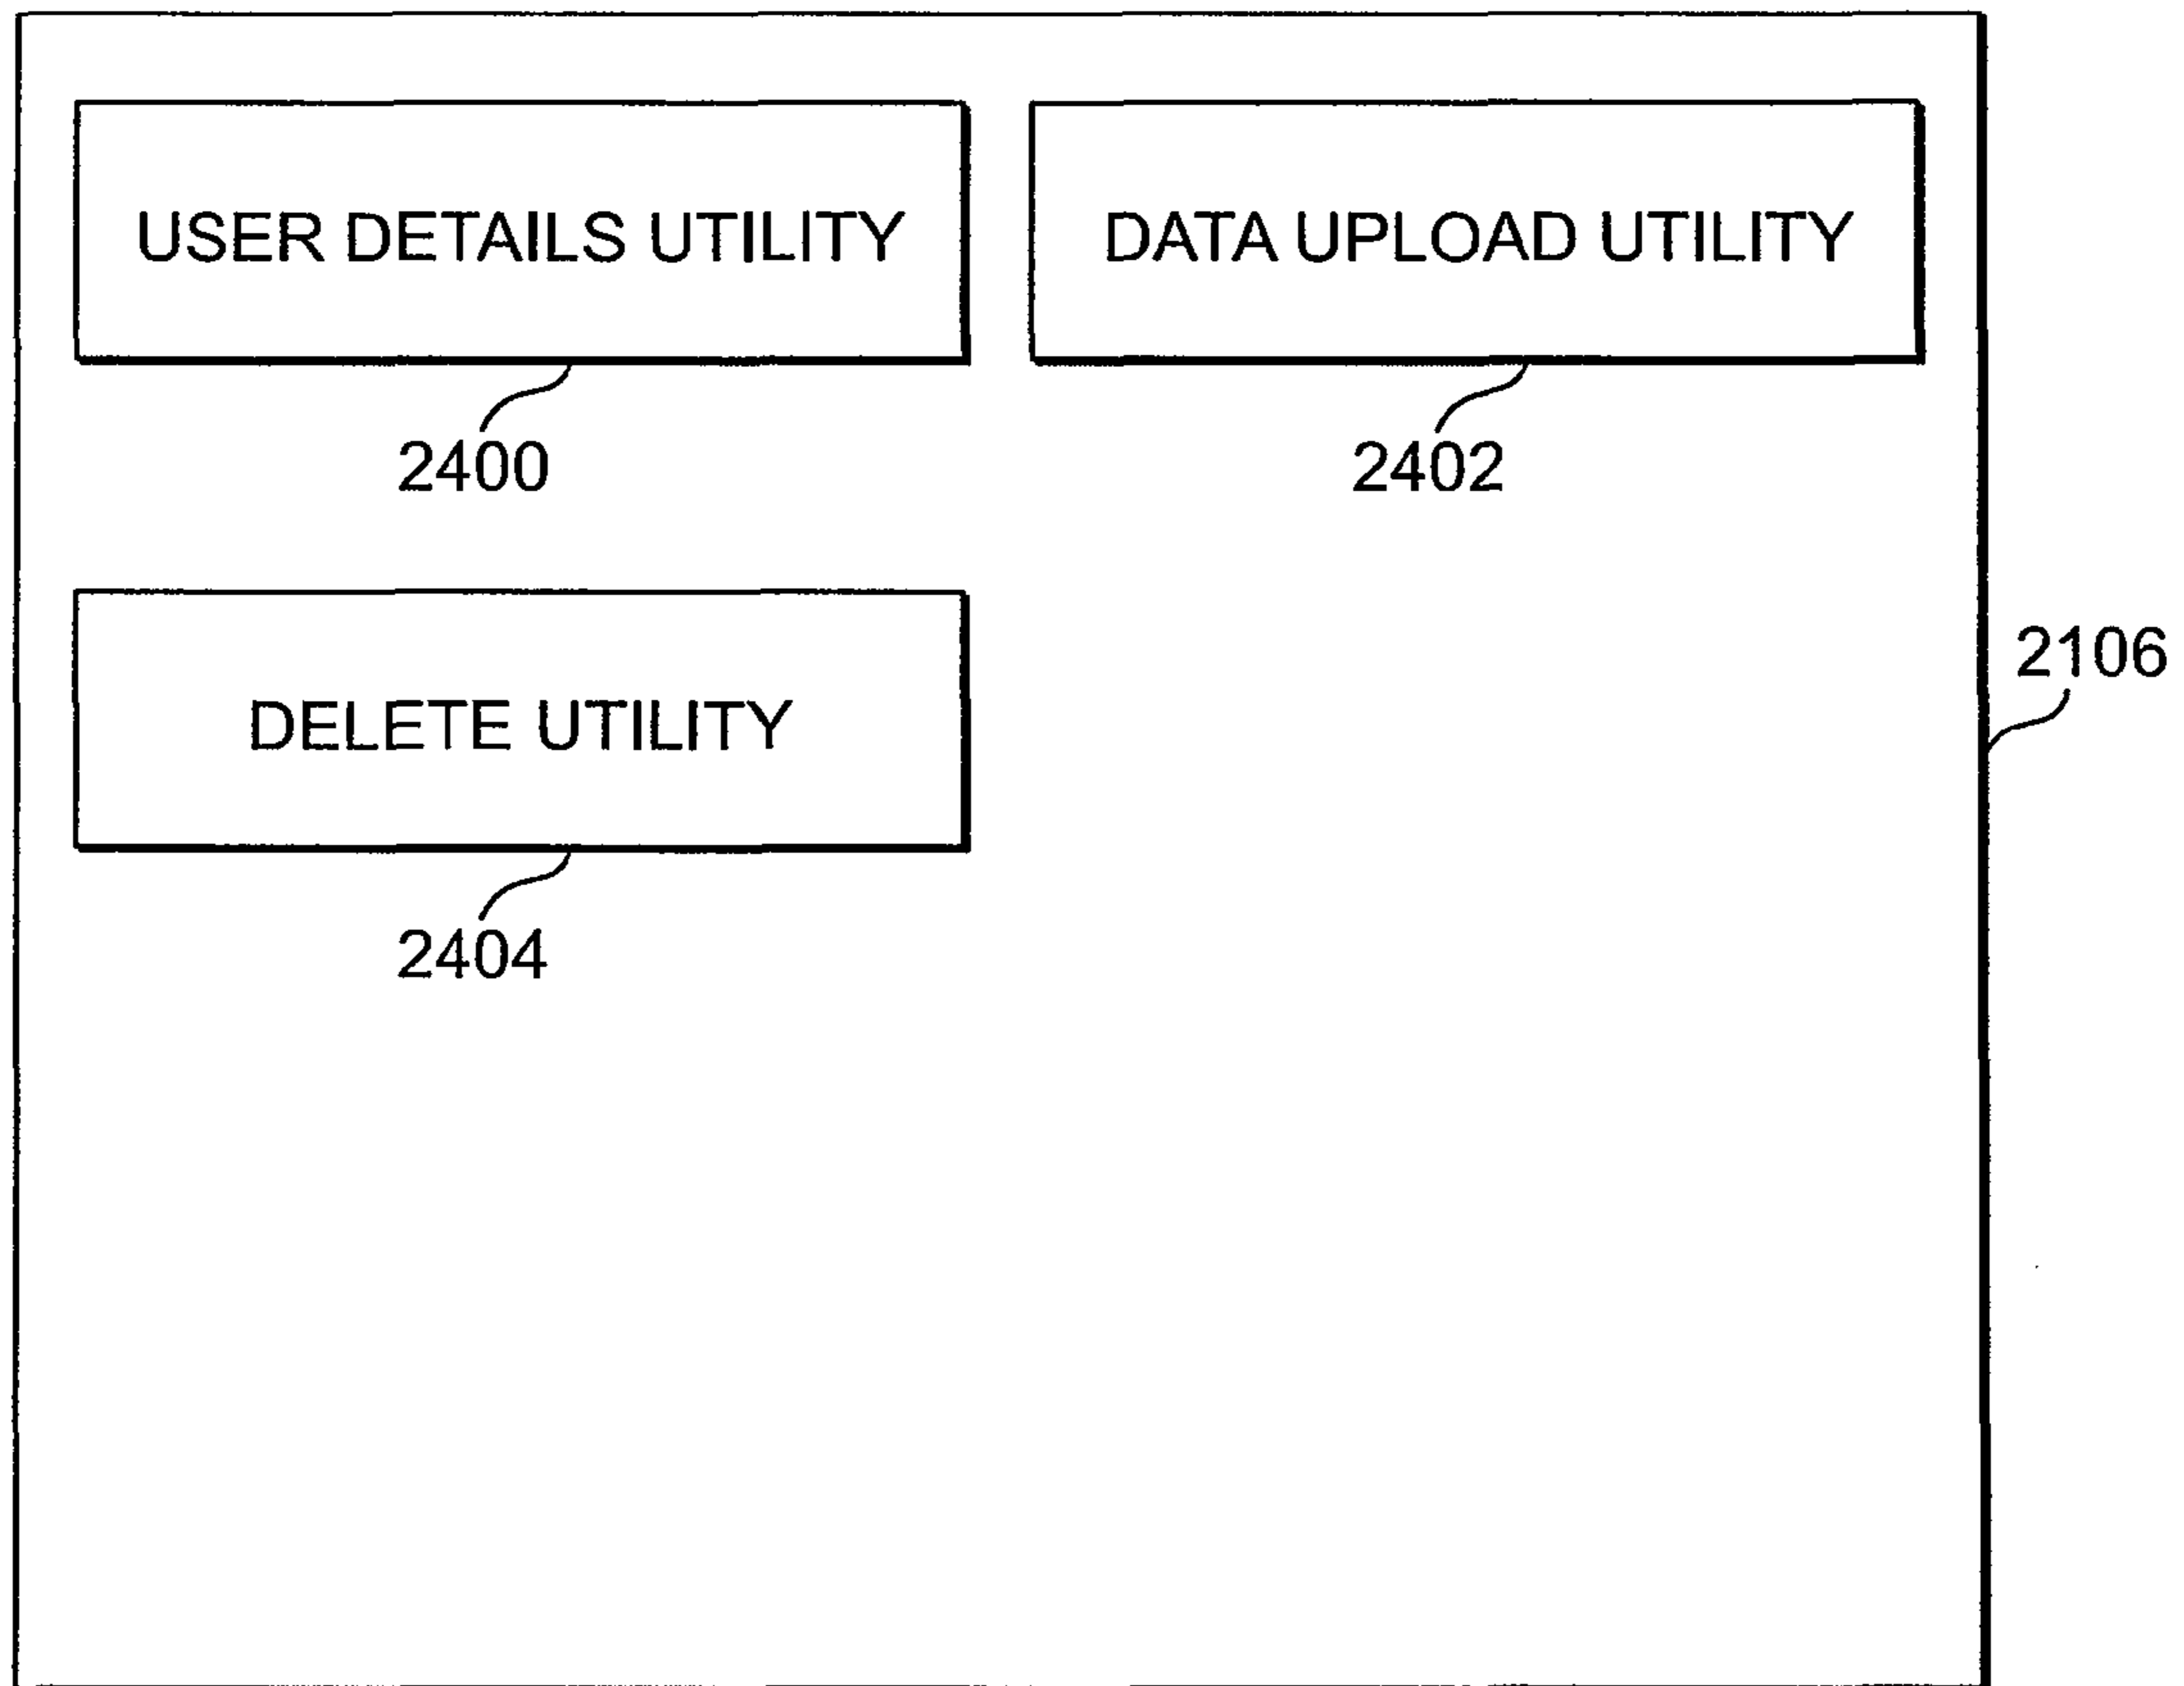 USER DETAILS UTILITY
DATA UPLOAD UTILITY
2400
2402
2106
DELETE UTILITY
2404